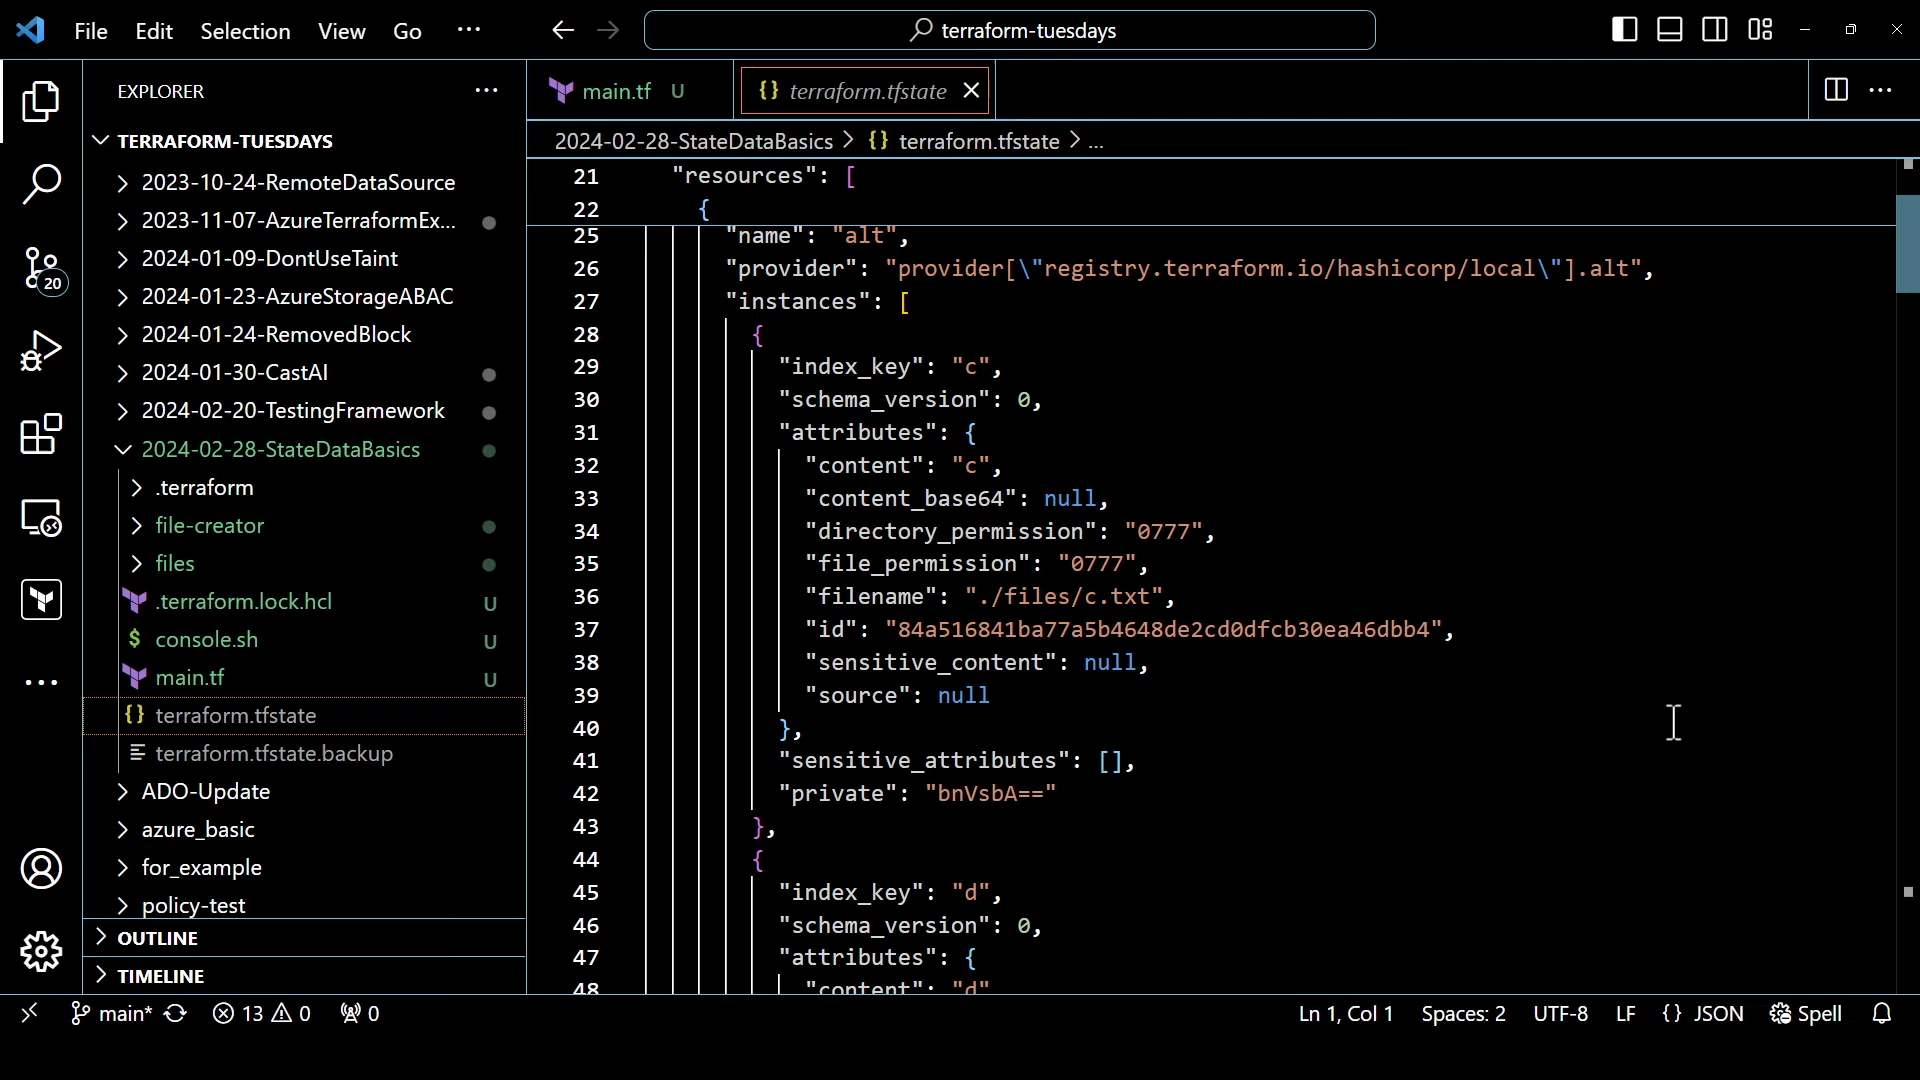 File Edit Selection View Go ··· terraform-tuesdays
EXPLORER ···
TERRAFORM-TUESDAYS
2023-10-24-RemoteDataSource
2023-11-07-AzureTerraformEx...
2024-01-09-DontUseTaint
2024-01-23-AzureStorageABAC
2024-01-24-RemovedBlock
2024-01-30-CastAI
2024-02-20-TestingFramework
2024-02-28-StateDataBasics
.terraform
file-creator
files
.terraform.lock.hcl U
$ console.sh U
main.tf U
{} terraform.tfstate
terraform.tfstate.backup
ADO-Update
azure_basic
for_example
policy-test
OUTLINE
TIMELINE
20
main.tf U {} terraform.tfstate
2024-02-28-StateDataBasics > {} terraform.tfstate > ...
21 "resources": [
22 {
25 "name": "alt",
26 "provider": "provider[\"registry.terraform.io/hashicorp/local\"].alt",
27 "instances": [
28 {
29 "index_key": "c",
30 "schema_version": 0,
31 "attributes": {
32 "content": "c",
33 "content_base64": null,
34 "directory_permission": "0777",
35 "file_permission": "0777",
36 "filename": "./files/c.txt",
37 "id": "84a516841ba77a5b4648de2cd0dfcb30ea46dbb4",
38 "sensitive_content": null,
39 "source": null
40 },
41 "sensitive_attributes": [],
42 "private": "bnVsbA=="
43 },
44 {
45 "index_key": "d",
46 "schema_version": 0,
47 "attributes": {
48 "content": "d"
main* 13 0 0 Ln 1, Col 1 Spaces: 2 UTF-8 LF {} JSON Spell